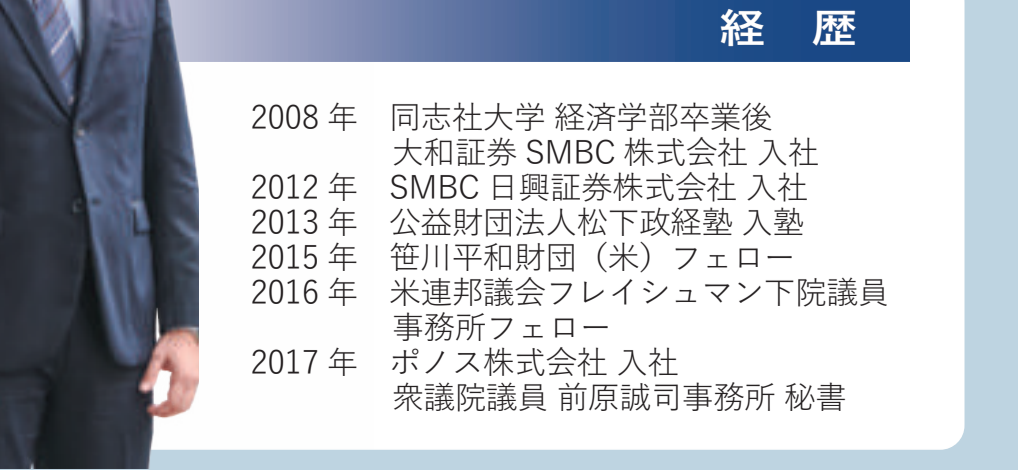 経 歴
2008 年 同志社大学 経済学部卒業後
大和証券 SMBC 株式会社 入社
2012 年 SMBC 日興証券株式会社 入社
2013 年 公益財団法人松下政経塾 入塾
2015 年 笹川平和財団（米）フェロー
2016 年 米連邦議会フレイシュマン下院議員
事務所フェロー
2017 年 ポノス株式会社 入社
衆議院議員 前原誠司事務所 秘書